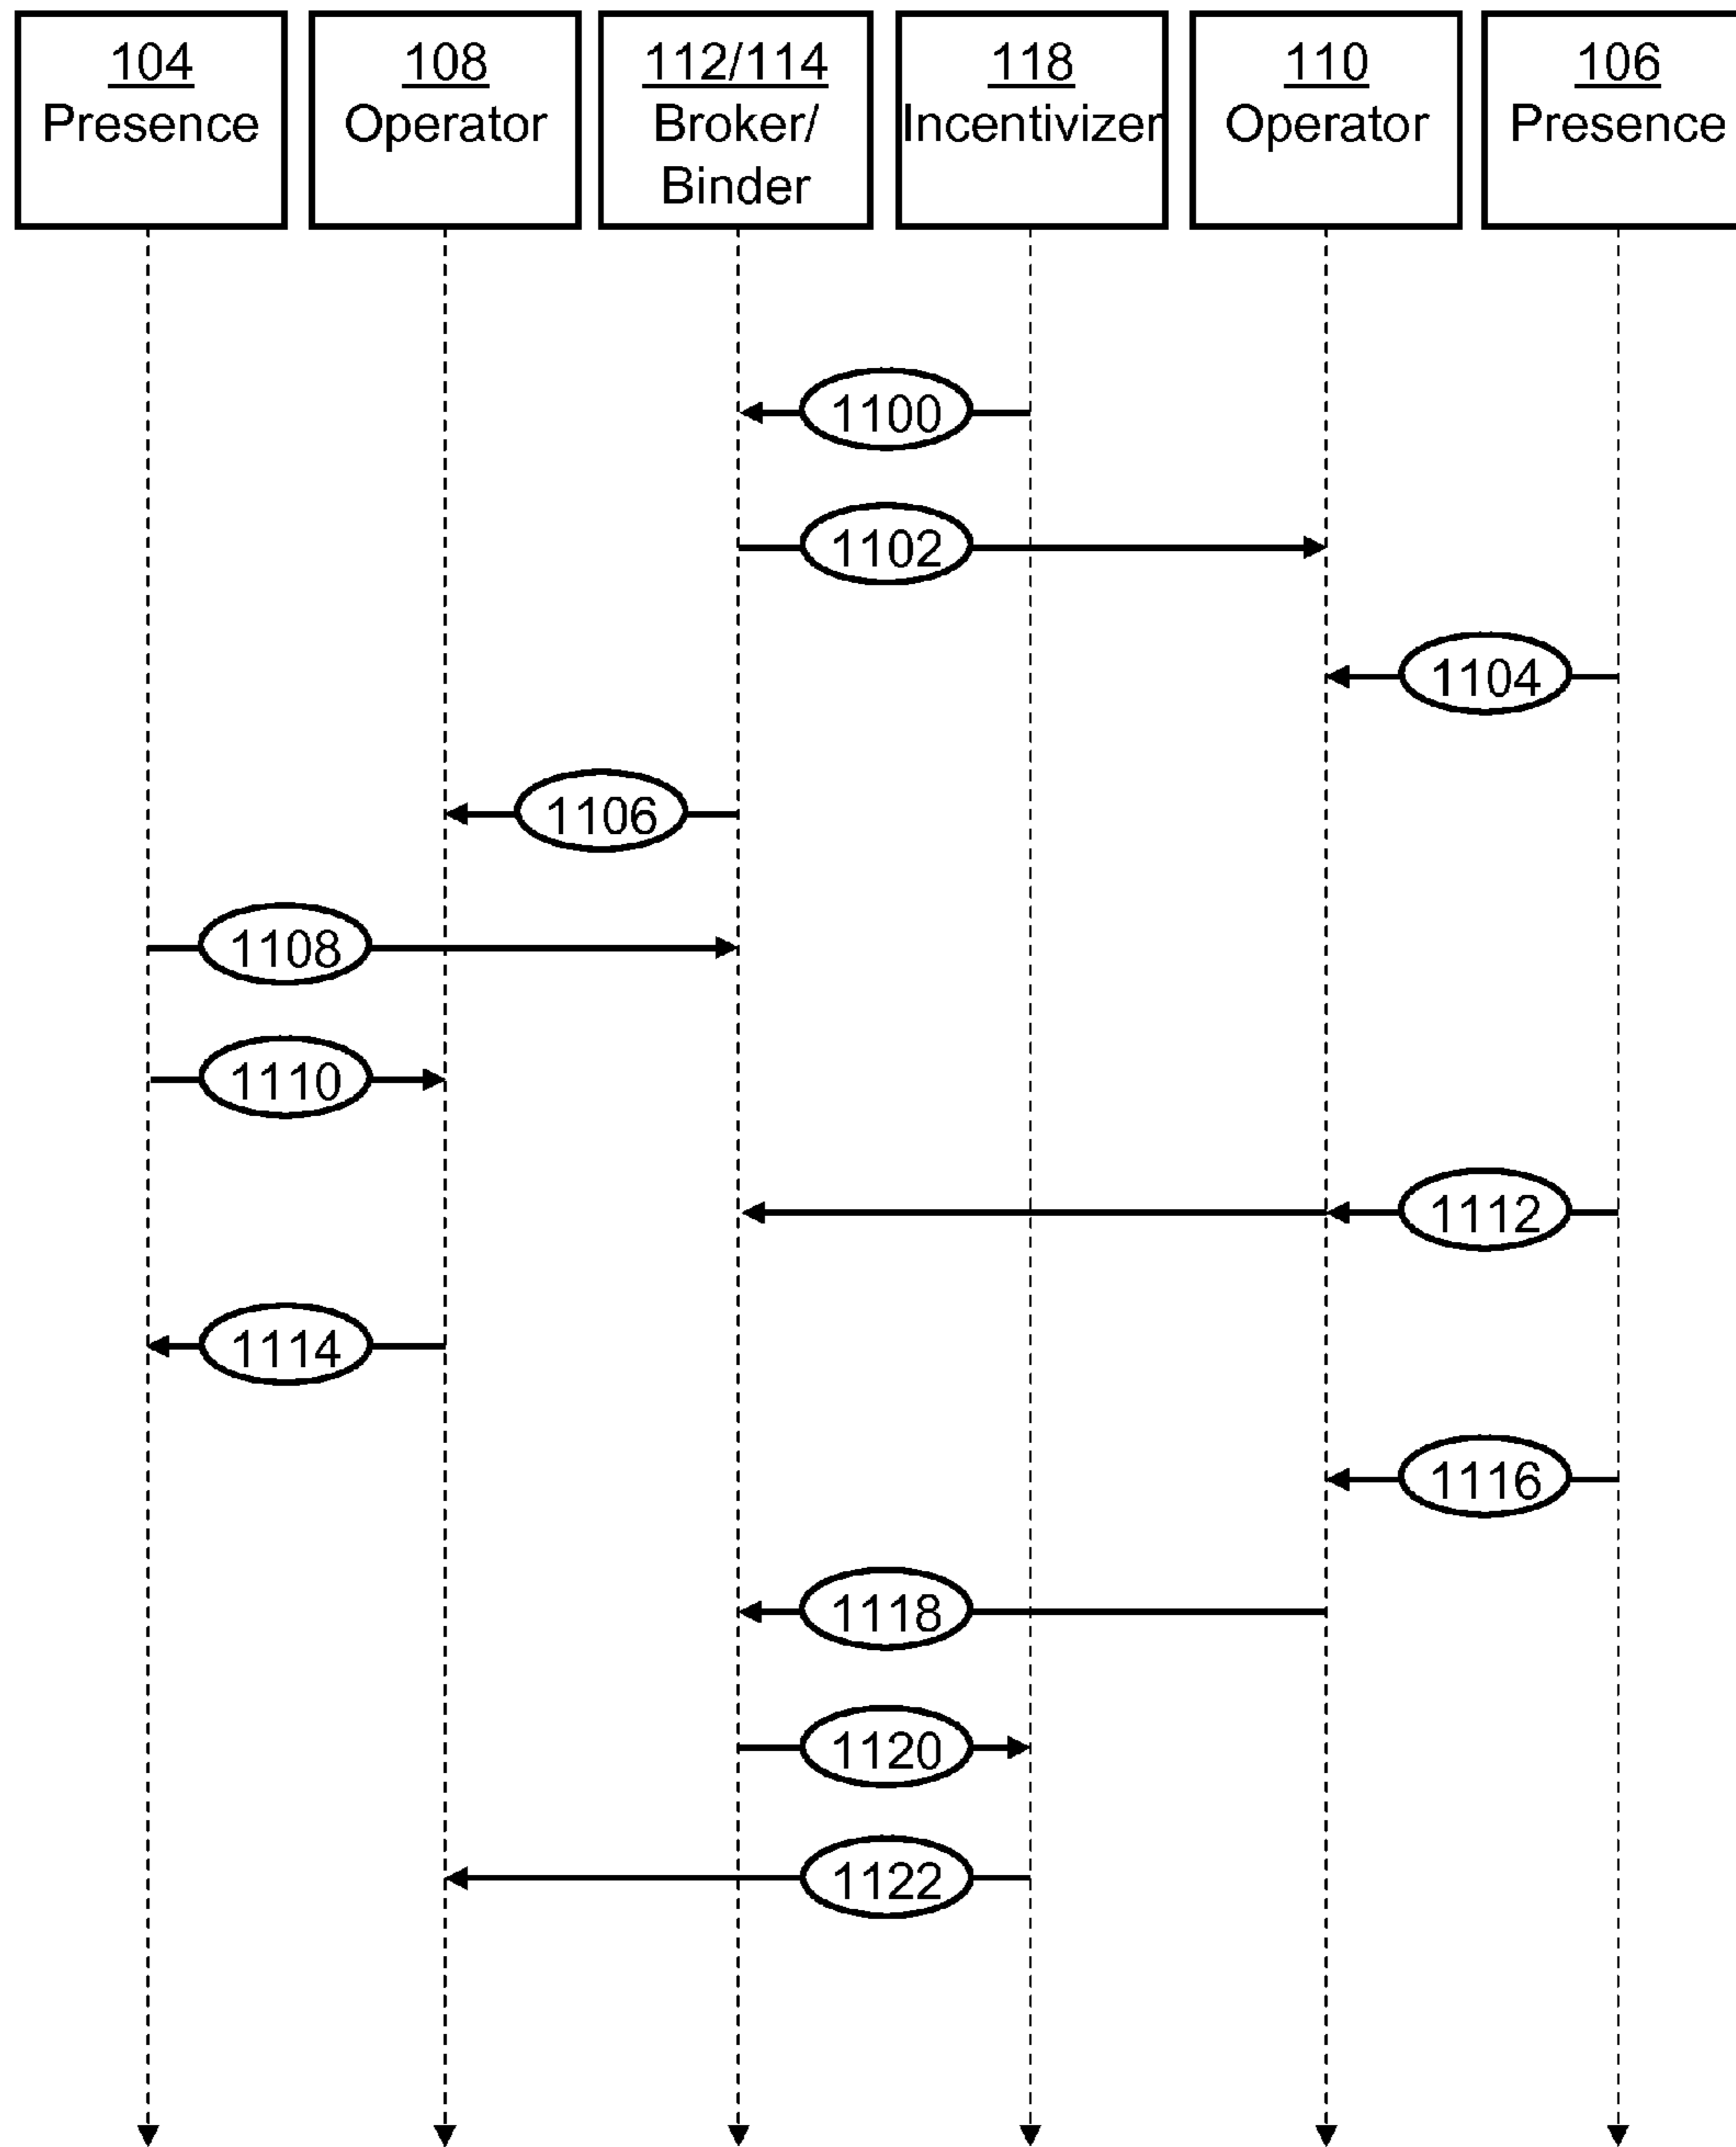 104
Presence
108
Operator
112/114
Broker/
Binder
118
Incentivizer
110
Operator
106
Presence
1100
1102
1104
1106
1108
1110
1112
1114
1116
1118
1120
1122